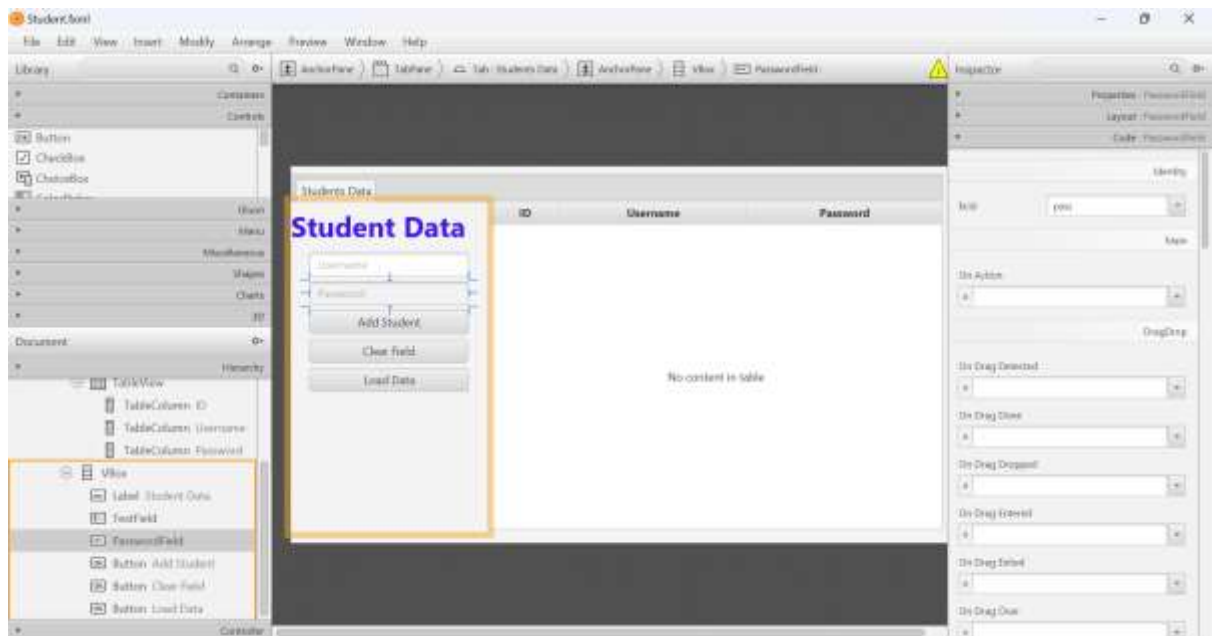 Student.fxml
File Edit View Insert Modify Arrange Preview Window Help
Library
AnchorPane TabPane Tab : Students Data AnchorPane VBox PasswordField
Inspector
Containers
Controls
Button
CheckBox
ChoiceBox
Menu
Miscellaneous
Shapes
Charts
3D
Document
Hierarchy
TableView
TableColumn ID
TableColumn Username
TableColumn Password
VBox
Label Student Data
TextField
PasswordField
Button Add Student
Button Clear Field
Button Load Data
Controller
Students Data
Student Data
ID Username Password
Username
Password
Add Student
Clear Field
Load Data
No content in table
Properties : PasswordField
Layout : PasswordField
Code : PasswordField
Identity
fx:id
Main
On Action
#
DragDrop
On Drag Detected
#
On Drag Done
#
On Drag Dropped
#
On Drag Entered
#
On Drag Exited
#
On Drag Over
#